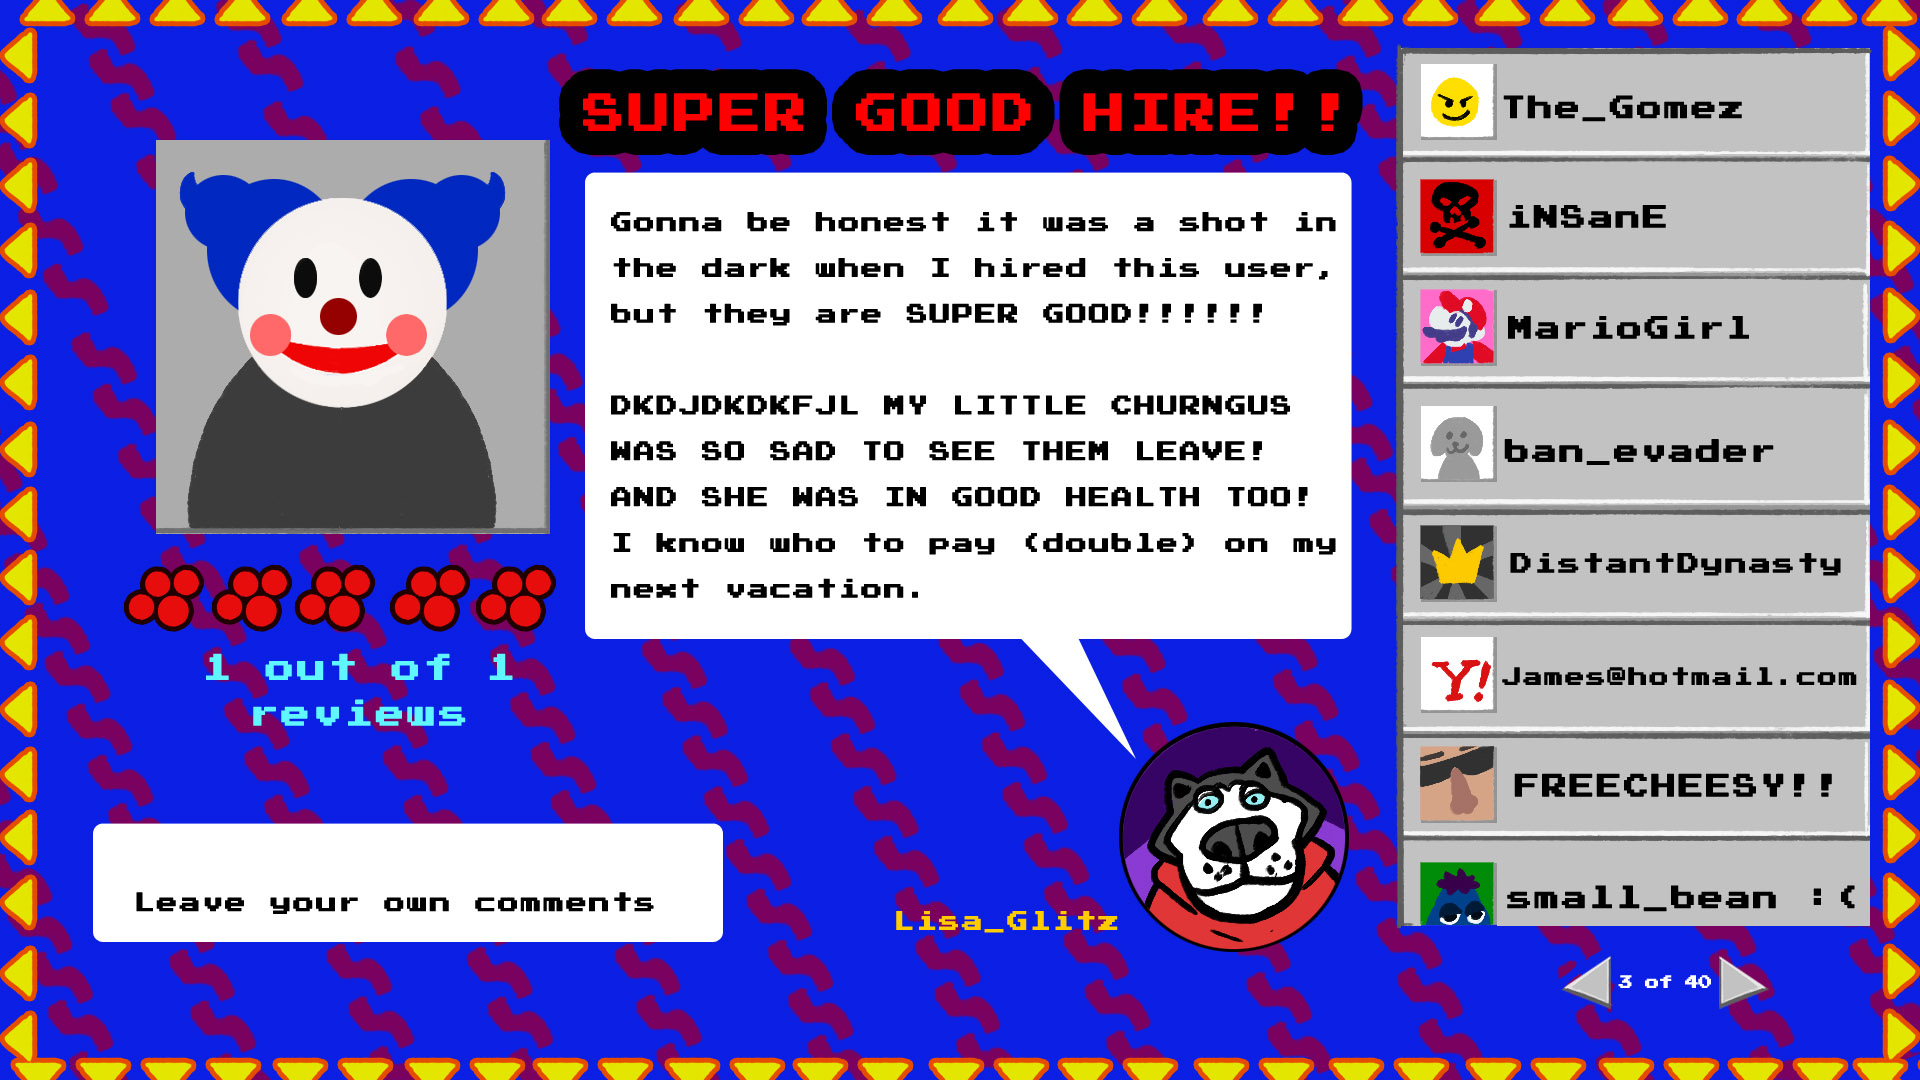 SUPER GOOD HIRE!!
Gonna be honest it was a shot in
the dark when I hired this user,
but they are SUPER GOOD!!!!!!
DKDJDKDKFJL MY LITTLE CHURNGUS
WAS SO SAD TO SEE THEM LEAVE!
AND SHE WAS IN GOOD HEALTH TOO!
I know who to pay (double) on my
next vacation.
1 out of 1
reviews
Leave your own comments
Lisa_Glitz
The_Gomez
iNSanE
MarioGirl
ban_evader
DistantDynasty
Y!
James@hotmail.com
FREECHEESY!!
small_bean :(
3 of 40